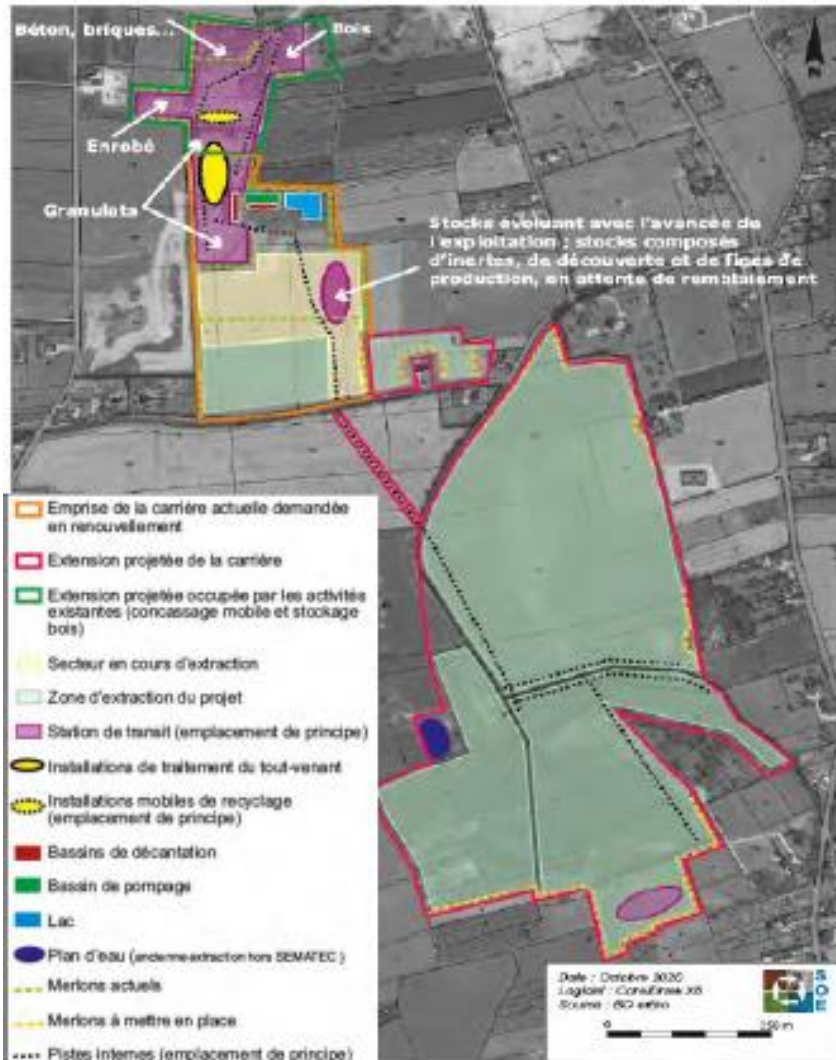 Béton, briques... Bois
N
Enrobé
Granulats
Stocks évoluant avec l'avancée de
l'exploitation ; stocks composés
d'inertes, de découverte et de fines de
production, en attente de remblaiement
Emprise de la carrière actuelle demandée
en renouvellement
Extension projetée de la carrière
Extension projetée occupée par les activités
existantes (concassage mobile et stockage
bois)
Secteur en cours d'extraction
Zone d'extraction du projet
Station de transit (emplacement de principe)
Installations de traitement du tout-venant
Installations mobiles de recyclage
(emplacement de principe)
Bassins de décantation
Bassin de pompage
Lac
Plan d'eau (ancienne extraction hors SEMATEC)
Merlons actuels
Merlons à mettre en place
Pistes internes (emplacement de principe)
Date : Octobre 2020
Logiciel :
Source :
SOE
0